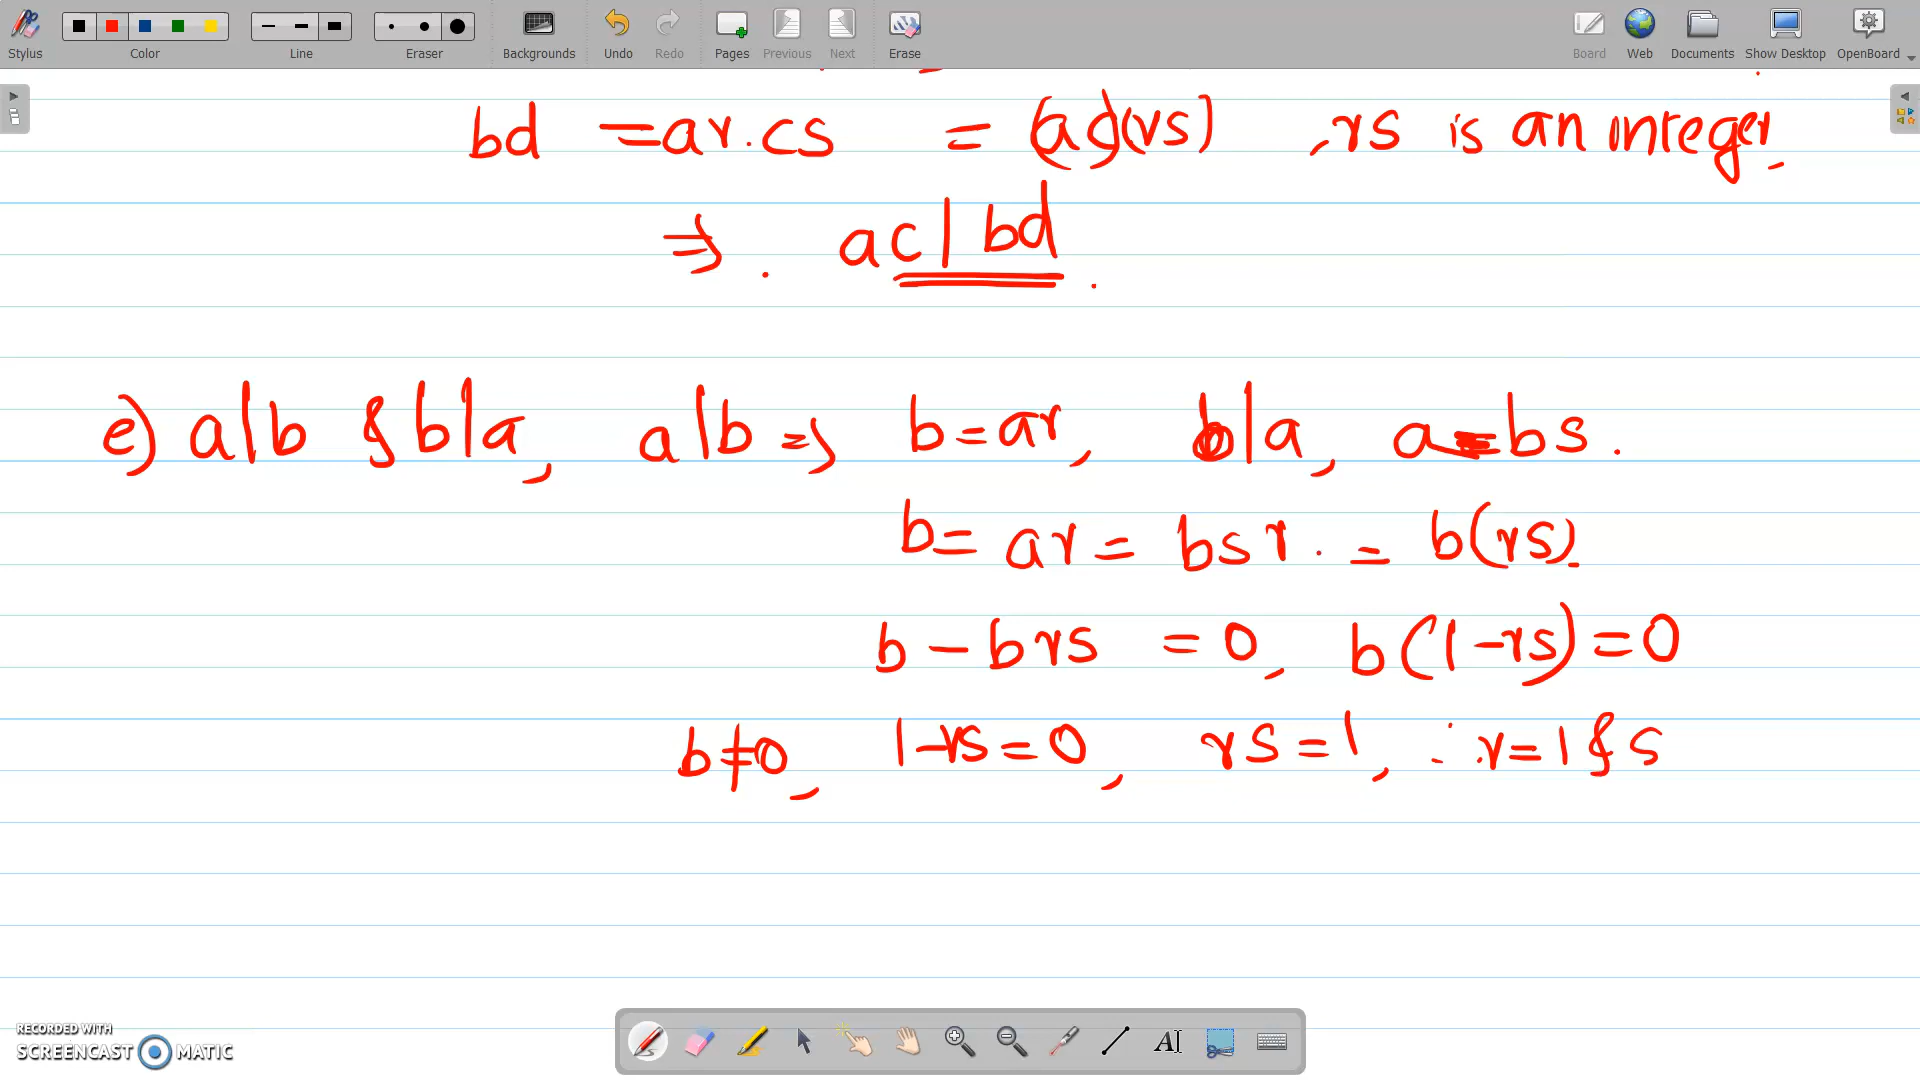 Stylus Color Line Eraser Backgrounds Undo Redo Pages Previous Next Erase Board Web Documents Show Desktop OpenBoard
bd = ar.cs = (ac)(rs) , rs is an integer.
⇒ . ac | bd .
e) a|b & b|a, a|b ⇒ b = ar, b|a, a = bs .
b = ar = bsr . = b(rs).
b - brs = 0, b(1-rs) = 0
b ≠ 0, 1-rs = 0, rs = 1, ∴ r = 1 & s
RECORDED WITH
SCREENCAST MATIC